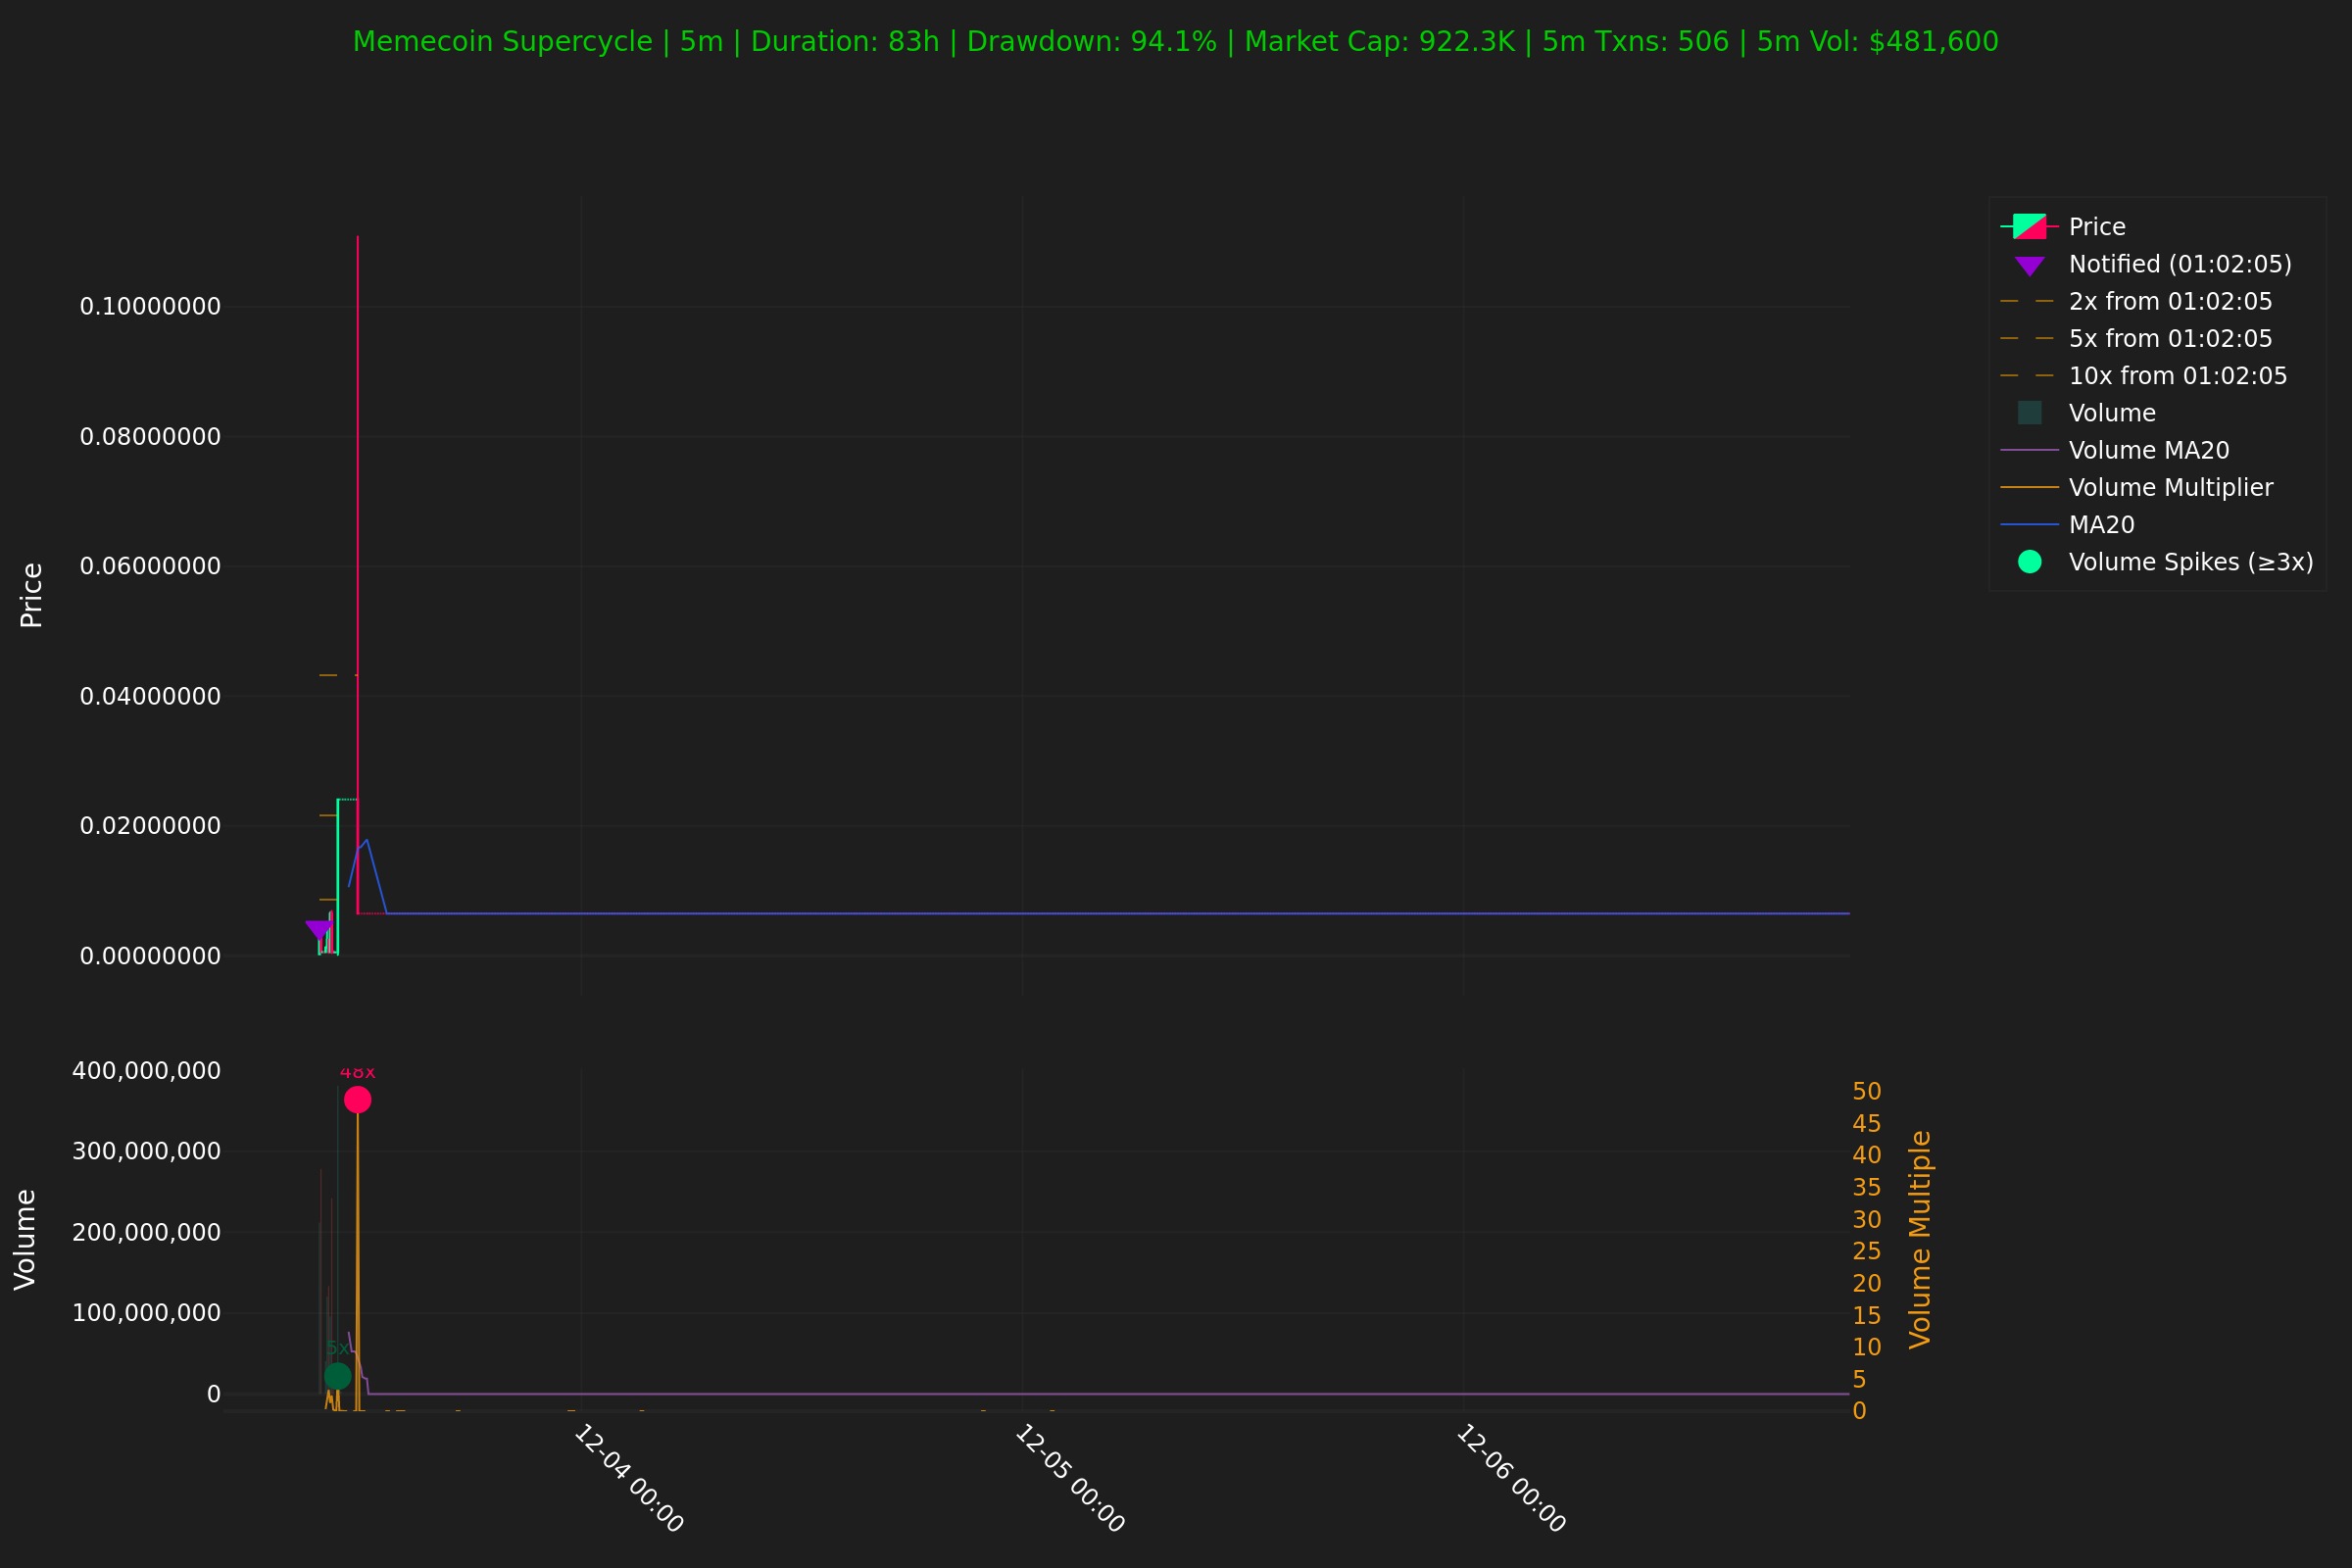 Memecoin Supercycle | 5m | Duration: 83h | Drawdown: 94.1% | Market Cap: 922.3K | 5m Txns: 506 | 5m Vol: $481,600
Price
0.10000000
0.08000000
0.06000000
0.04000000
0.02000000
0.00000000
Price
Notified (01:02:05)
2x from 01:02:05
5x from 01:02:05
10x from 01:02:05
Volume
Volume MA20
Volume Multiplier
MA20
Volume Spikes (≥3x)
Volume
400,000,000
300,000,000
200,000,000
100,000,000
0
48x
5x
50
45
40
35
30
25
20
15
10
5
0
Volume Multiple
12-04 00:00
12-05 00:00
12-06 00:00